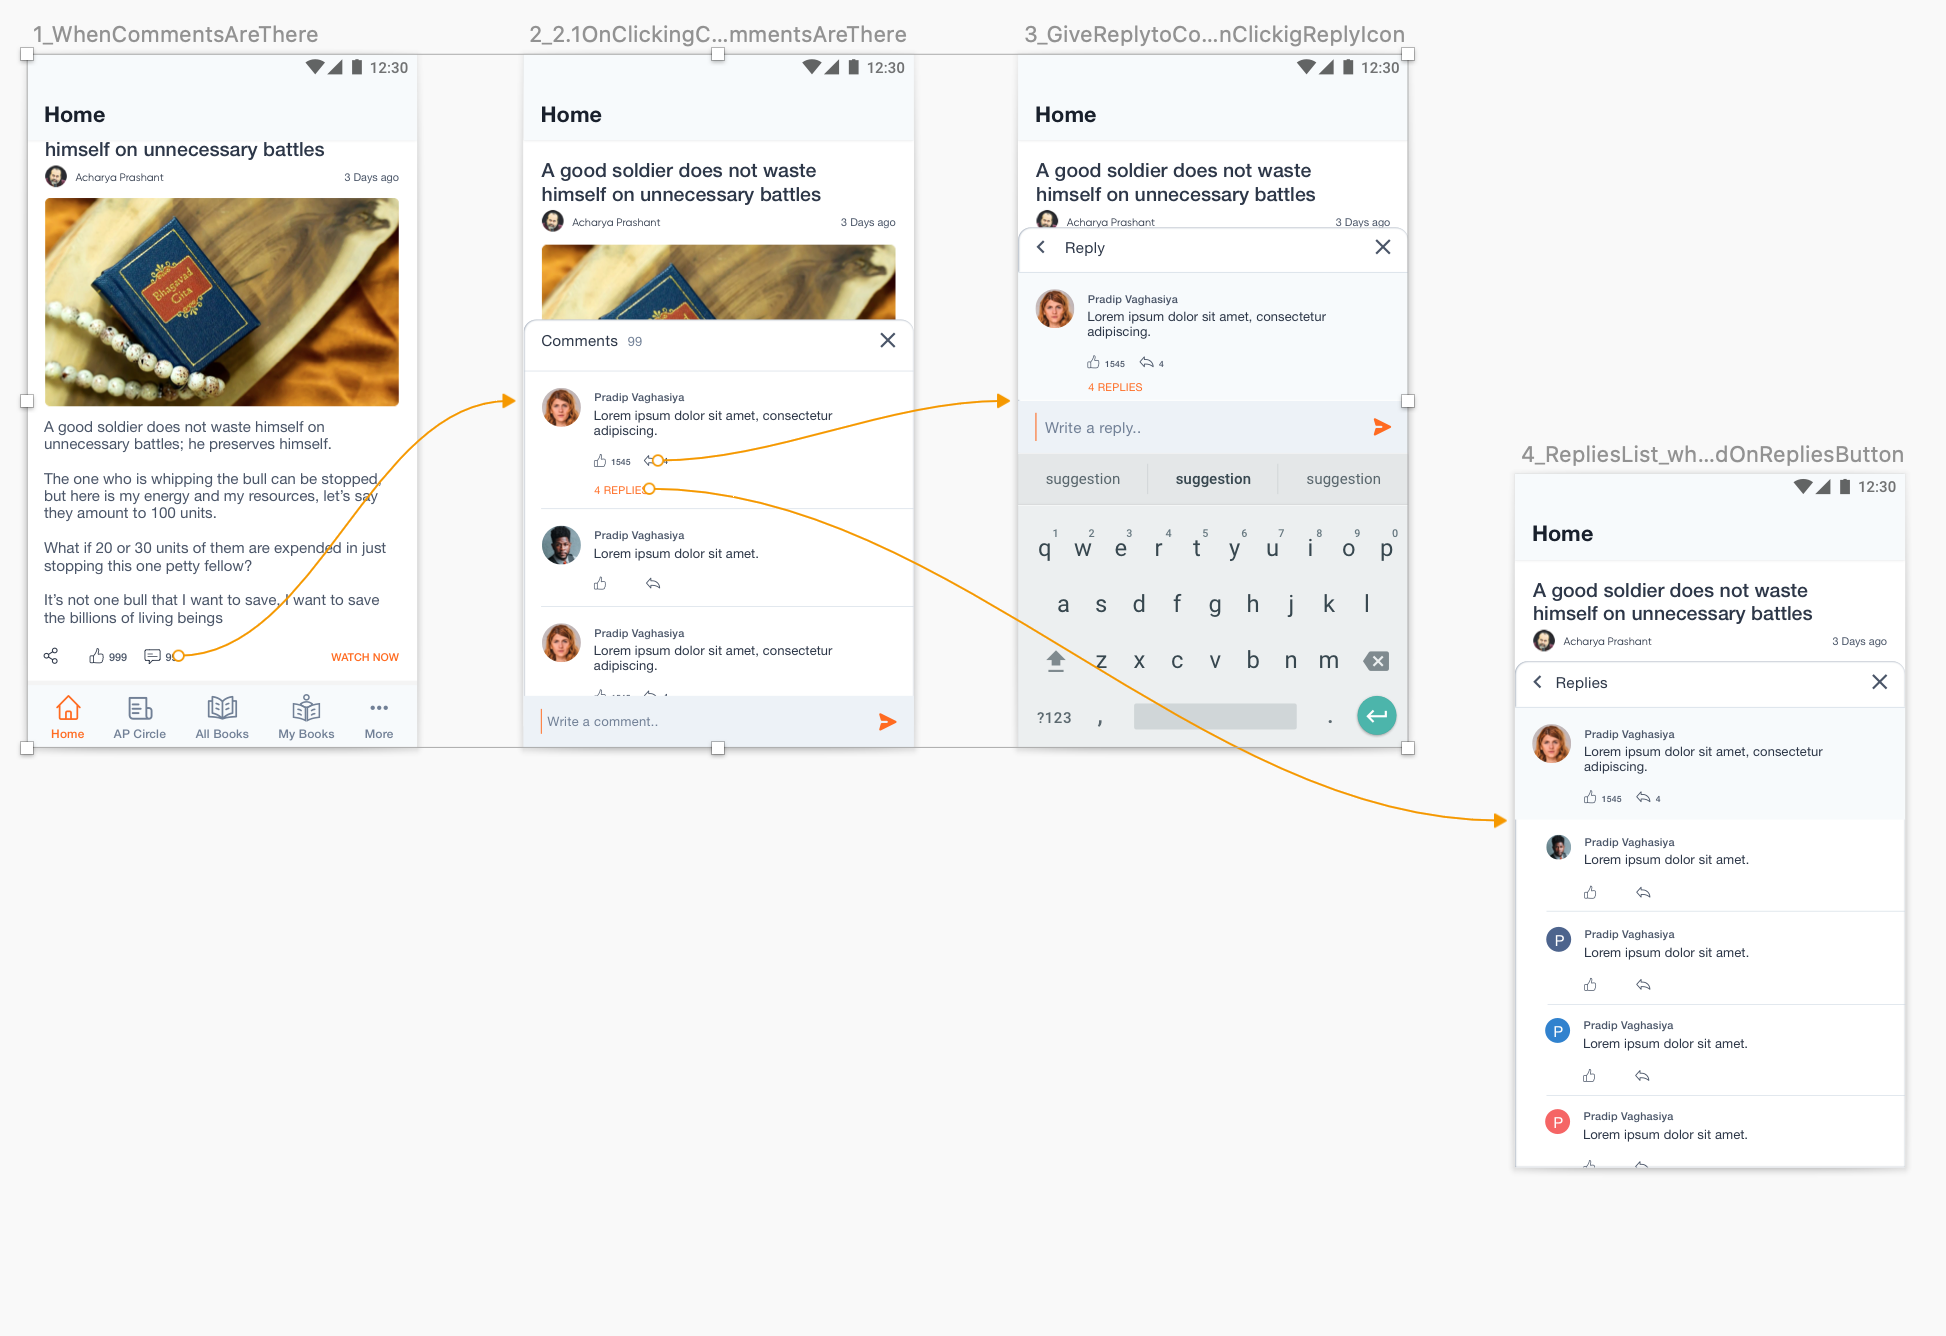 1_WhenCommentsAreThere
12:30
Home
himself on unnecessary battles
Acharya Prashant
3 Days ago
Bhagavad
Gita
A good soldier does not waste himself on
unnecessary battles; he preserves himself.
The one who is whipping the bull can be stopped,
but here is my energy and my resources, let's say
they amount to 100 units.
What if 20 or 30 units of them are expended in just
stopping this one petty fellow?
It's not one bull that I want to save, I want to save
the billions of living beings
999
WATCH NOW
Home
AP Circle
All Books
My Books
More
2_2.1OnClickingC...mmentsAreThere
12:30
Home
A good soldier does not waste
himself on unnecessary battles
Acharya Prashant
3 Days ago
Comments 99
Pradip Vaghasiya
Lorem ipsum dolor sit amet, consectetur
adipiscing.
1545
4 REPLIES
Pradip Vaghasiya
Lorem ipsum dolor sit amet.
Pradip Vaghasiya
Lorem ipsum dolor sit amet, consectetur
adipiscing.
Write a comment..
3_GiveReplytoCo...nClickigReplyIcon
12:30
Home
A good soldier does not waste
himself on unnecessary battles
Acharya Prashant
3 Days ago
Reply
Pradip Vaghasiya
Lorem ipsum dolor sit amet, consectetur
adipiscing.
1545 4
4 REPLIES
Write a reply..
suggestion suggestion suggestion
1 2 3 4 5 6 7 8 9 0
q w e r t y u i o p
a s d f g h j k l
z x c v b n m
?123 , .
4_RepliesList_wh...dOnRepliesButton
12:30
Home
A good soldier does not waste
himself on unnecessary battles
Acharya Prashant
3 Days ago
Replies
Pradip Vaghasiya
Lorem ipsum dolor sit amet, consectetur
adipiscing.
1545 4
Pradip Vaghasiya
Lorem ipsum dolor sit amet.
P
Pradip Vaghasiya
Lorem ipsum dolor sit amet.
P
Pradip Vaghasiya
Lorem ipsum dolor sit amet.
P
Pradip Vaghasiya
Lorem ipsum dolor sit amet.